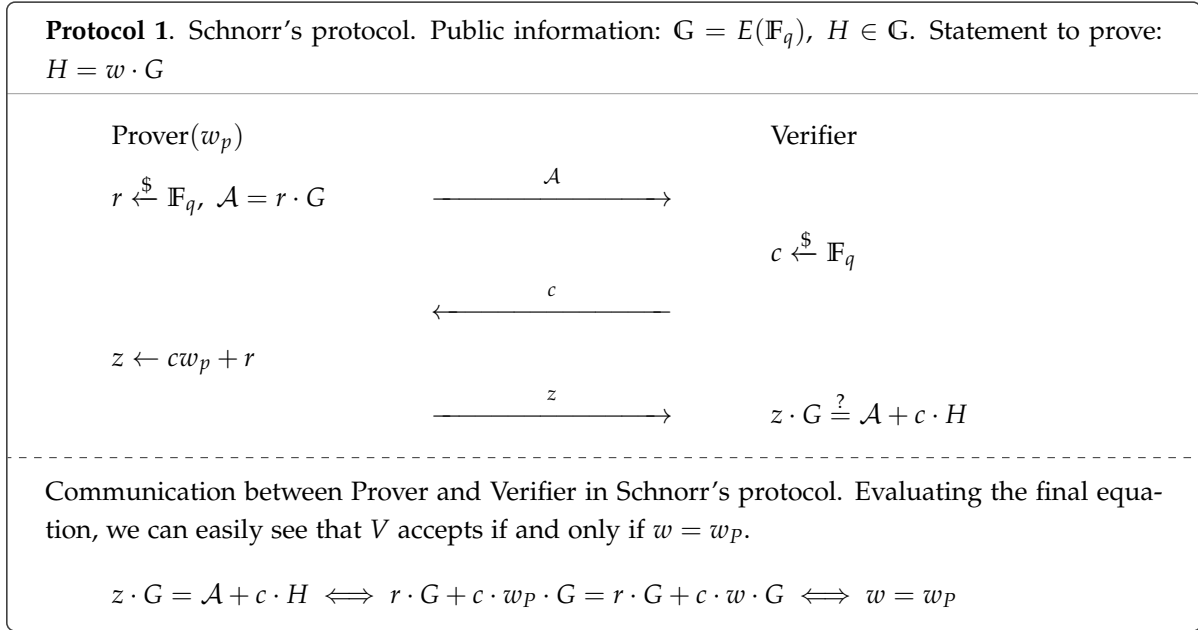 Protocol 1. Schnorr's protocol. Public information: 𝔾 = E(𝔽_q), H ∈ 𝔾. Statement to prove:
H = w · G
Prover(w_p) Verifier
r ←$ 𝔽_q, 𝒜 = r · G 𝒜
c ←$ 𝔽_q
c
z ← cw_p + r
z
z · G ≟ 𝒜 + c · H
Communication between Prover and Verifier in Schnorr's protocol. Evaluating the final equa-
tion, we can easily see that V accepts if and only if w = w_P.
z · G = 𝒜 + c · H ⟺ r · G + c · w_P · G = r · G + c · w · G ⟺ w = w_P